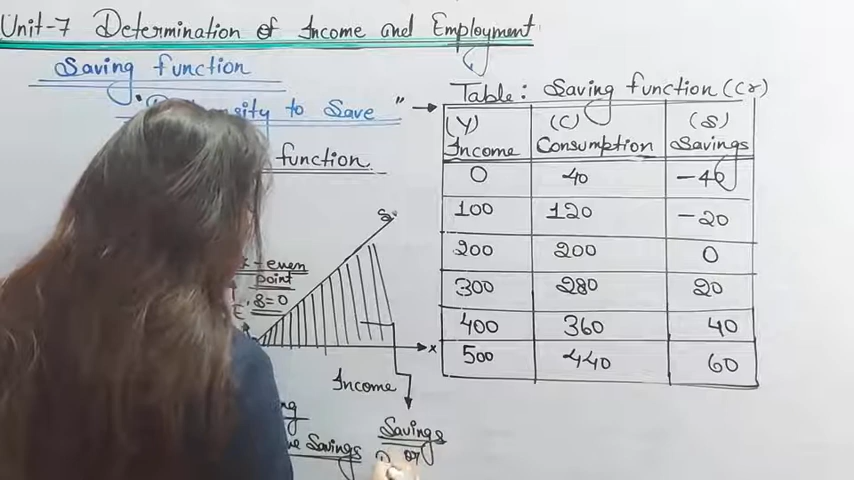 Unit-7 Determination of Income and Employment
Saving function
to Save "
function
Table: Saving function (Cr)
(Y) Income (C) Consumption (S) Savings
0 40 -40
100 120 -20
200 200 0
300 280 20
400 360 40
500 440 60
S
even
point
S=0
E
x
Income
Savings
Savings
or